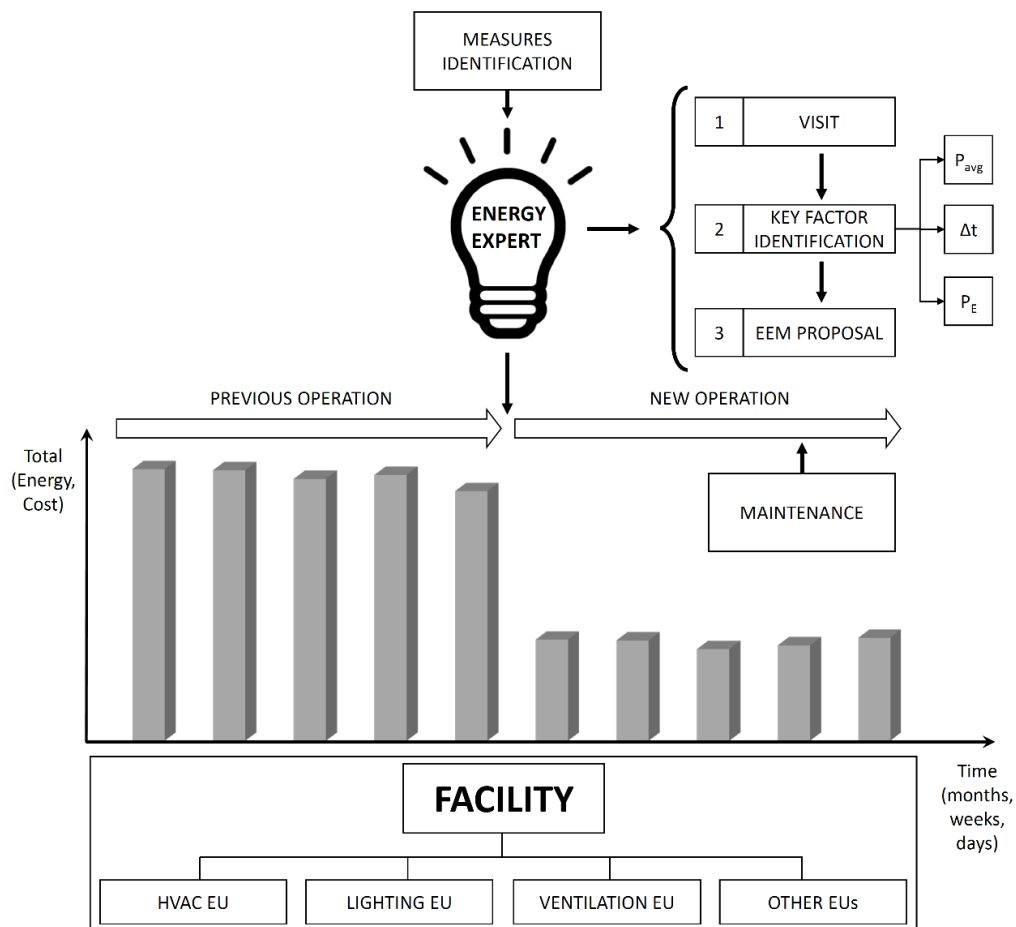 MEASURES
IDENTIFICATION
ENERGY
EXPERT
1 VISIT
2 KEY FACTOR
IDENTIFICATION
3 EEM PROPOSAL
Pavg
Δt
PE
PREVIOUS OPERATION
NEW OPERATION
Total
(Energy,
Cost)
MAINTENANCE
Time
(months,
weeks,
days)
FACILITY
HVAC EU
LIGHTING EU
VENTILATION EU
OTHER EUs